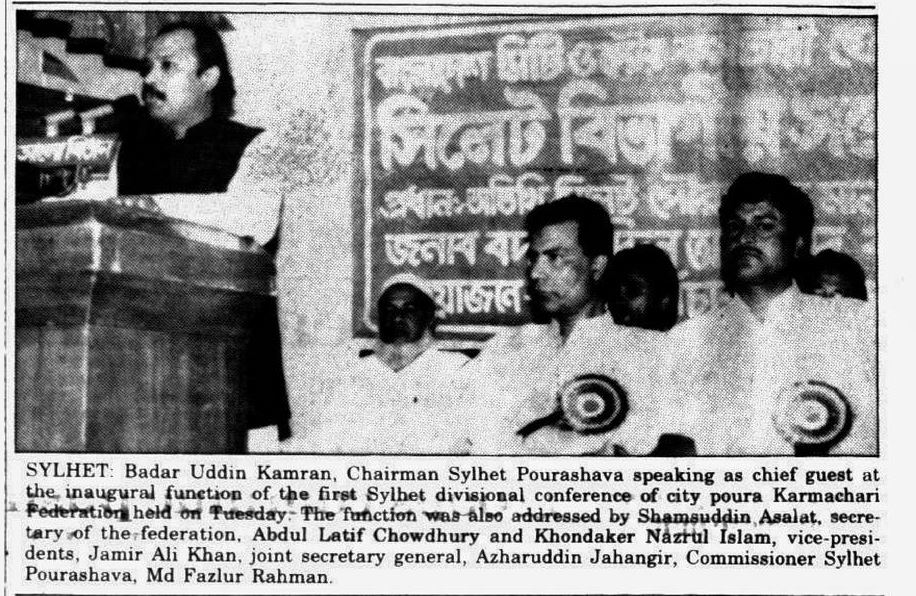 সিলেট বিভাগ
প্রধান অতিথি
জনাব
SYLHET: Badar Uddin Kamran, Chairman Sylhet Pourashava speaking as chief guest at
the inaugural function of the first Sylhet divisional conference of city poura Karmachari
Federation held on Tuesday. The function was also addressed by Shamsuddin Asalat, secre-
tary of the federation, Abdul Latif Chowdhury and Khondaker Nazrul Islam, vice-presi-
dents, Jamir Ali Khan, joint secretary general, Azharuddin Jahangir, Commissioner Sylhet
Pourashava, Md Fazlur Rahman.